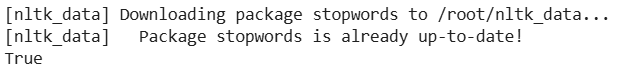 [nltk_data] Downloading package stopwords to /root/nltk_data...
[nltk_data]   Package stopwords is already up-to-date!
True